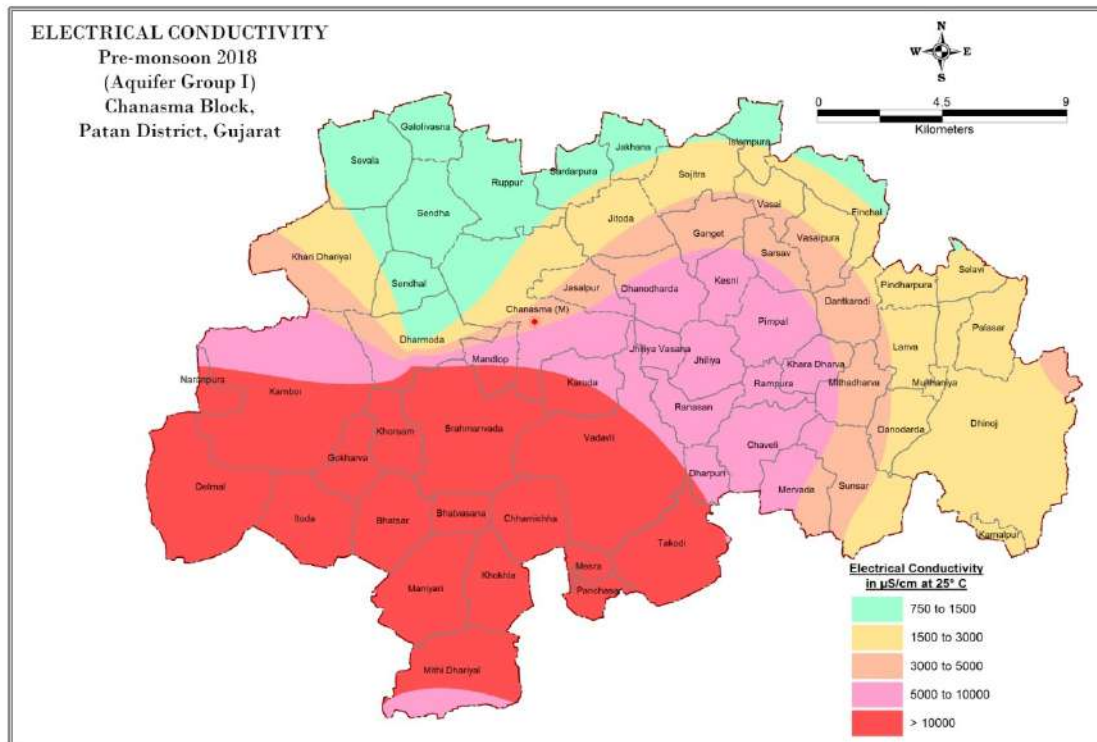 ELECTRICAL CONDUCTIVITY
Pre-monsoon 2018
(Aquifer Group I)
Chanasma Block,
Patan District, Gujarat
N
W E
S
0 4.5 9
Kilometers
Galolivasna
Sevala
Ruppur
Sardarpura
Jakhana
Islampura
Sojitra
Sendha
Jitoda
Vasai
Finchal
Ganget
Vasaipura
Khari Dhariyal
Sarsav
Selavi
Sendhal
Jasalpur
Dhanodharda
Kesni
Pindharpura
Dantkarodi
Chanasma (M)
Pimpal
Palasar
Dharmoda
Lanva
Mandlop
Jhiliya Vasana
Jhiliya
Khara Dharva
Naranpura
Kamboi
Karoda
Rampura
Mithadharva
Multhaniya
Ranasan
Dhinoj
Khorsam
Brahmanvada
Vadavli
Chaveli
Danodarda
Gokharva
Dharpuri
Delmal
Mervada
Sunsar
Itoda
Bhatsar
Bhatvasana
Chhamichha
Karnalpur
Takodi
Mesra
Maniyari
Khokhla
Panchasar
Mithi Dhariyal
Electrical Conductivity
in µS/cm at 25° C
750 to 1500
1500 to 3000
3000 to 5000
5000 to 10000
> 10000